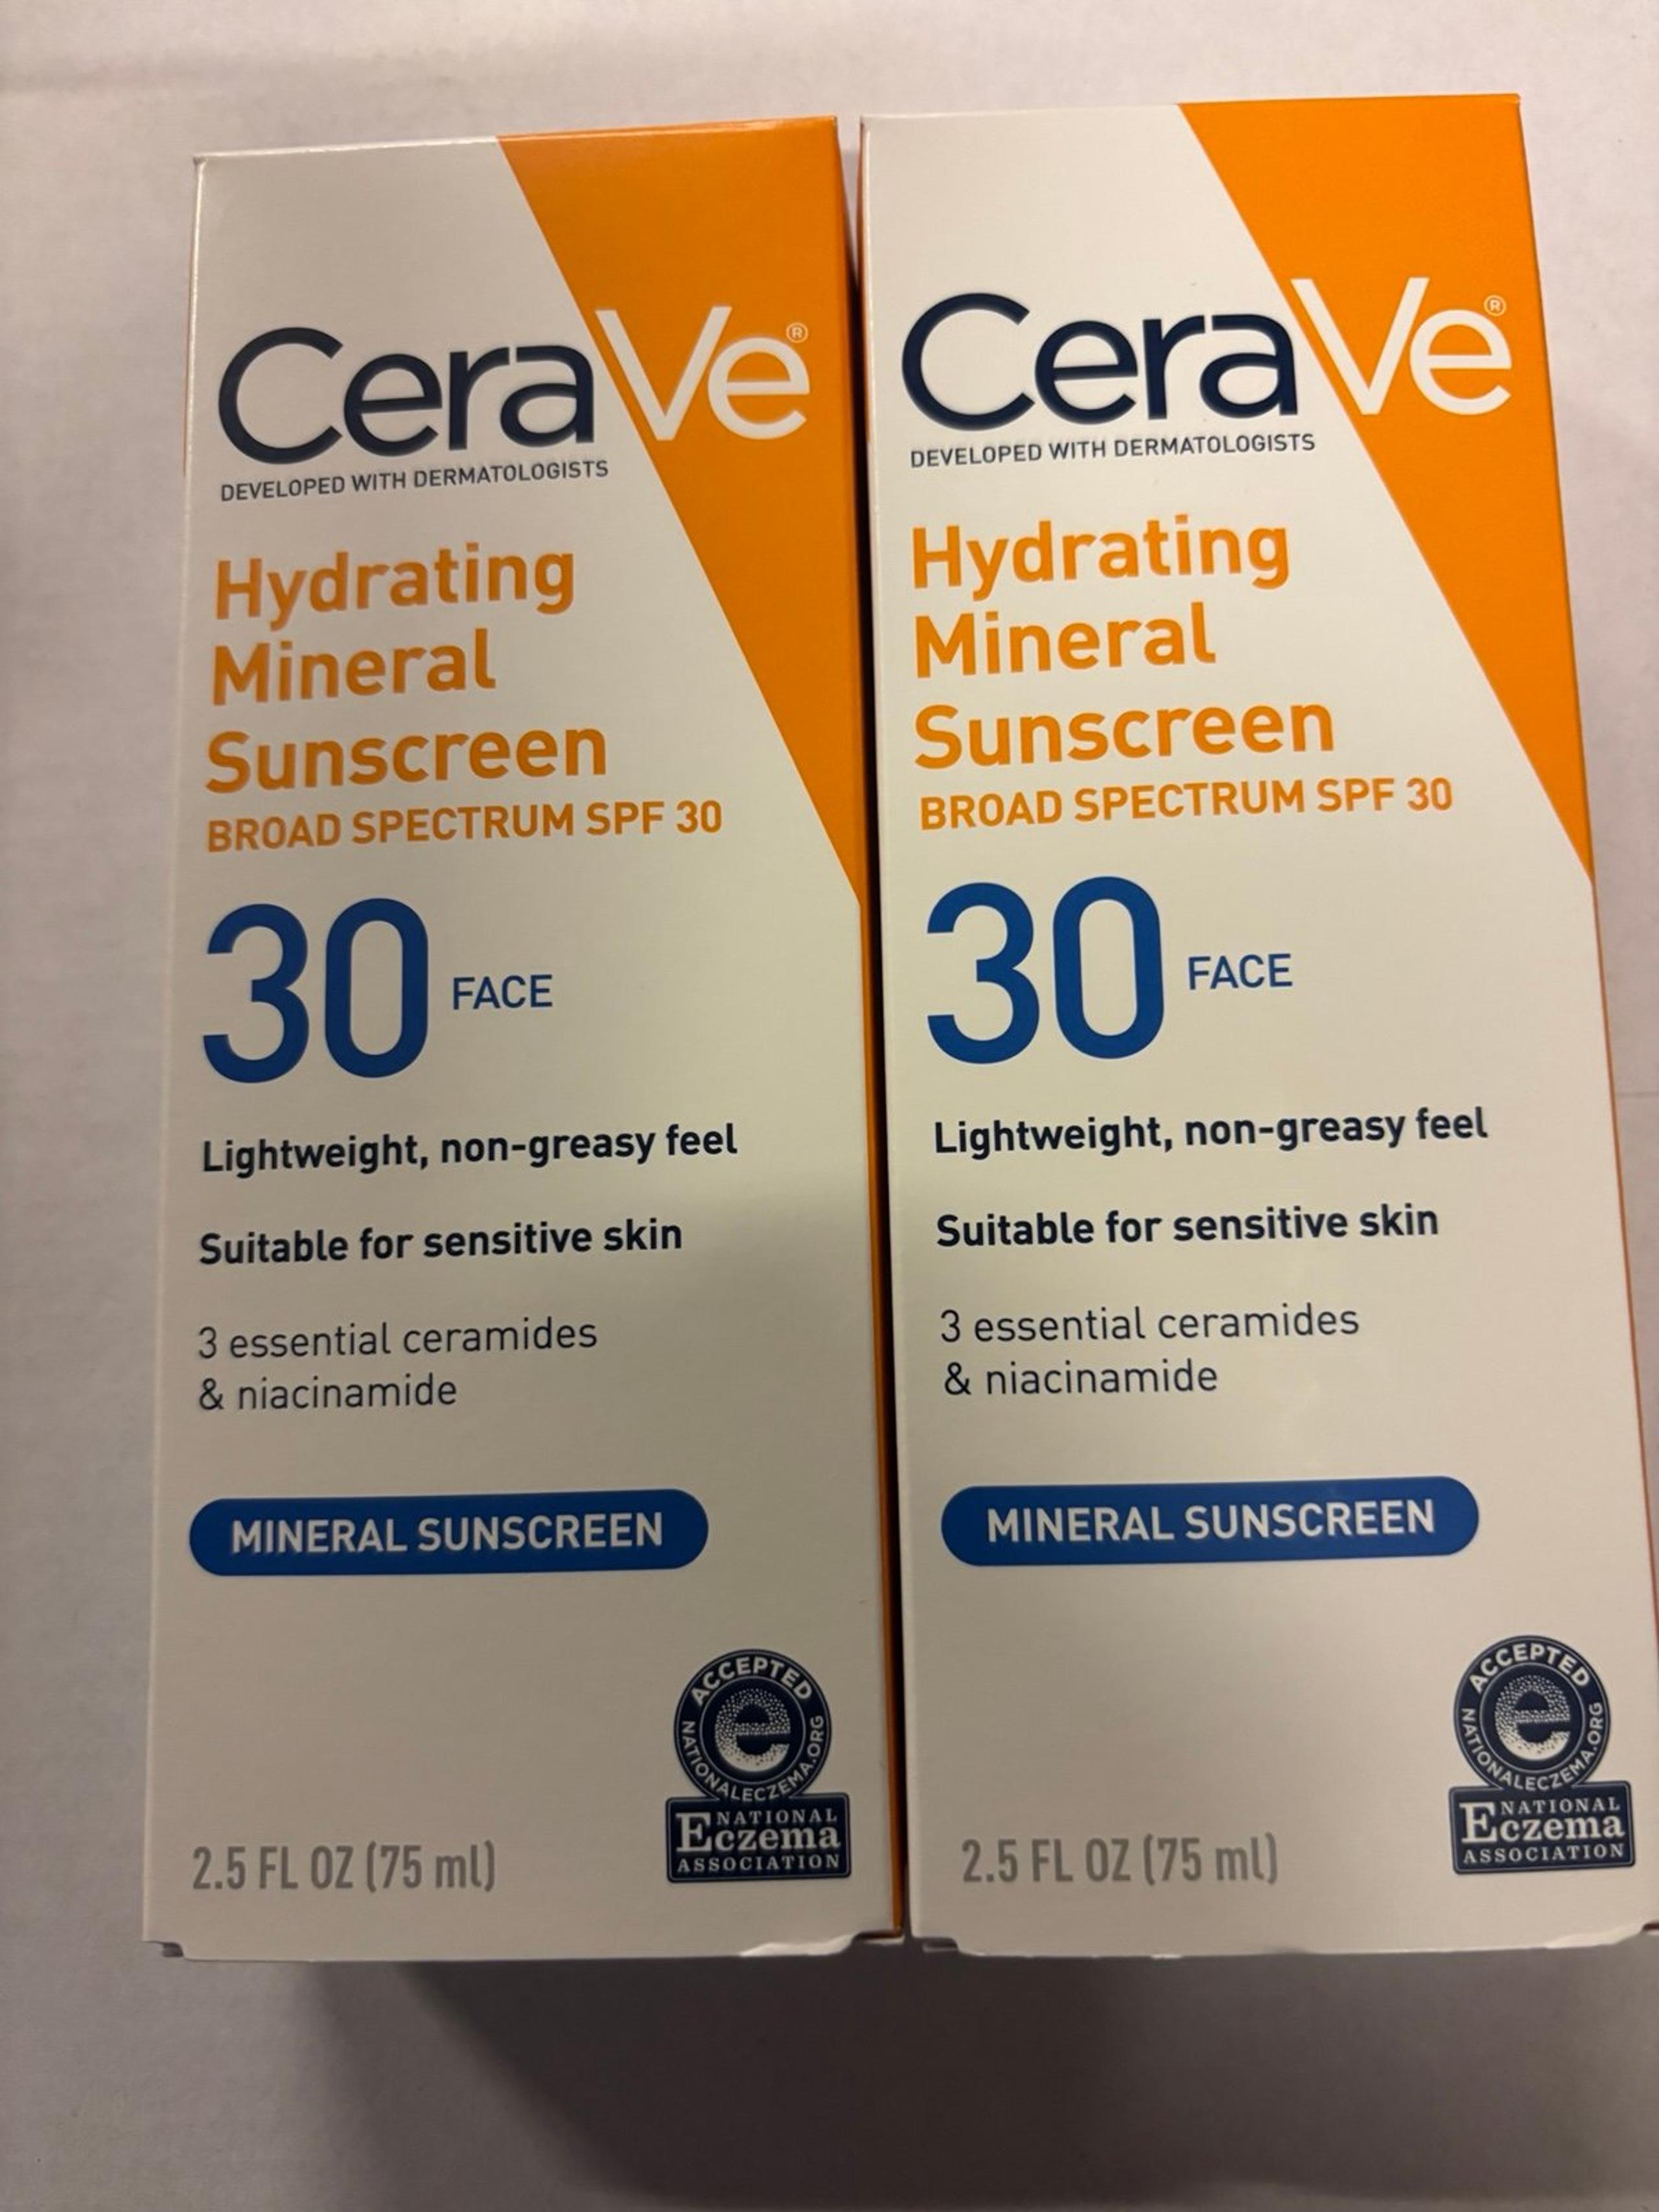 CeraVe®
DEVELOPED WITH DERMATOLOGISTS
Hydrating
Mineral
Sunscreen
BROAD SPECTRUM SPF 30
30 FACE
Lightweight, non-greasy feel
Suitable for sensitive skin
3 essential ceramides
& niacinamide
MINERAL SUNSCREEN
ACCEPTED
e
NATIONALECZEMA.ORG
NATIONAL
Eczema
ASSOCIATION
2.5 FL OZ (75 ml)
CeraVe®
DEVELOPED WITH DERMATOLOGISTS
Hydrating
Mineral
Sunscreen
BROAD SPECTRUM SPF 30
30 FACE
Lightweight, non-greasy feel
Suitable for sensitive skin
3 essential ceramides
& niacinamide
MINERAL SUNSCREEN
ACCEPTED
e
NATIONALECZEMA.ORG
NATIONAL
Eczema
ASSOCIATION
2.5 FL OZ (75 ml)